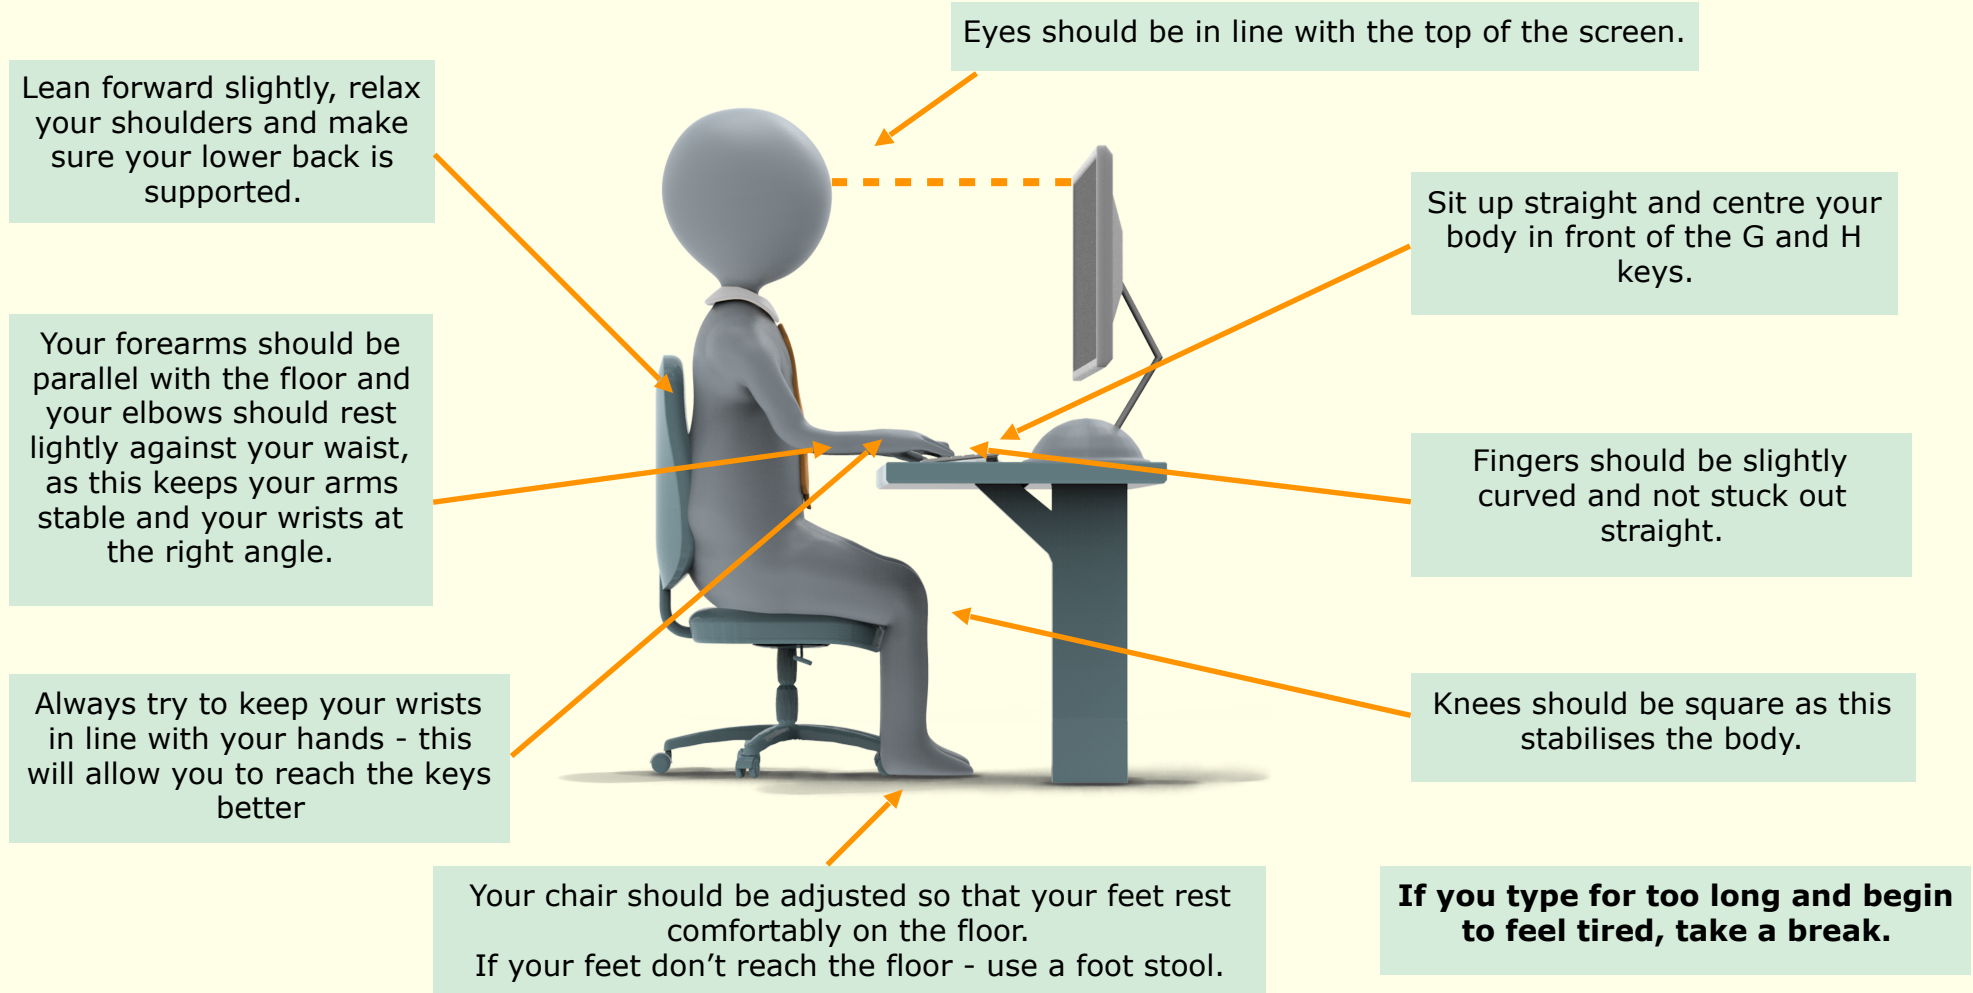 Eyes should be in line with the top of the screen.
Lean forward slightly, relax
your shoulders and make
sure your lower back is
supported.
Sit up straight and centre your
body in front of the G and H
keys.
Your forearms should be
parallel with the floor and
your elbows should rest
lightly against your waist,
as this keeps your arms
stable and your wrists at
the right angle.
Fingers should be slightly
curved and not stuck out
straight.
Always try to keep your wrists
in line with your hands - this
will allow you to reach the keys
better
Knees should be square as this
stabilises the body.
Your chair should be adjusted so that your feet rest
comfortably on the floor.
If your feet don’t reach the floor - use a foot stool.
If you type for too long and begin
to feel tired, take a break.